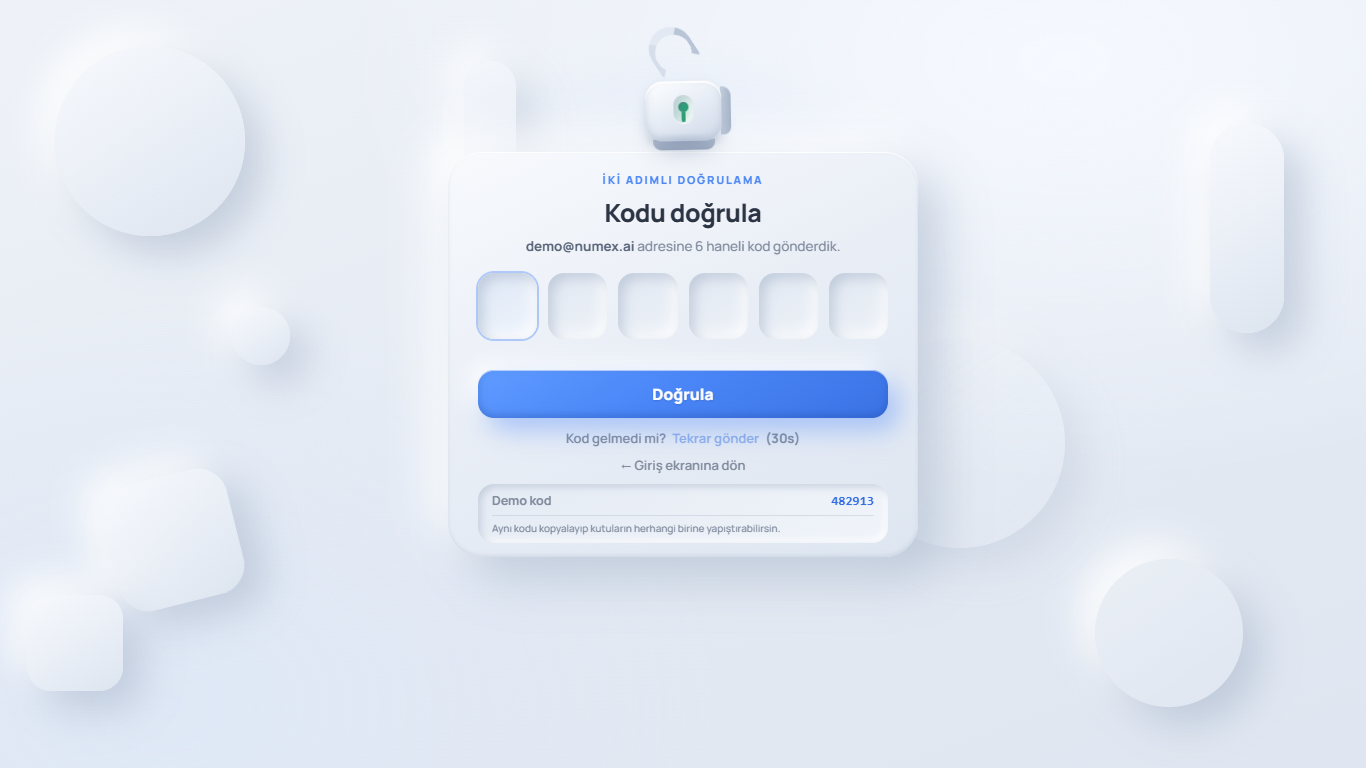 İKİ ADIMLI DOĞRULAMA
Kodu doğrula
demo@numex.ai adresine 6 haneli kod gönderdik.
Doğrula
Kod gelmedi mi? Tekrar gönder (30s)
← Giriş ekranına dön
Demo kod 482913
Aynı kodu kopyalayıp kutuların herhangi birine yapıştırabilirsin.